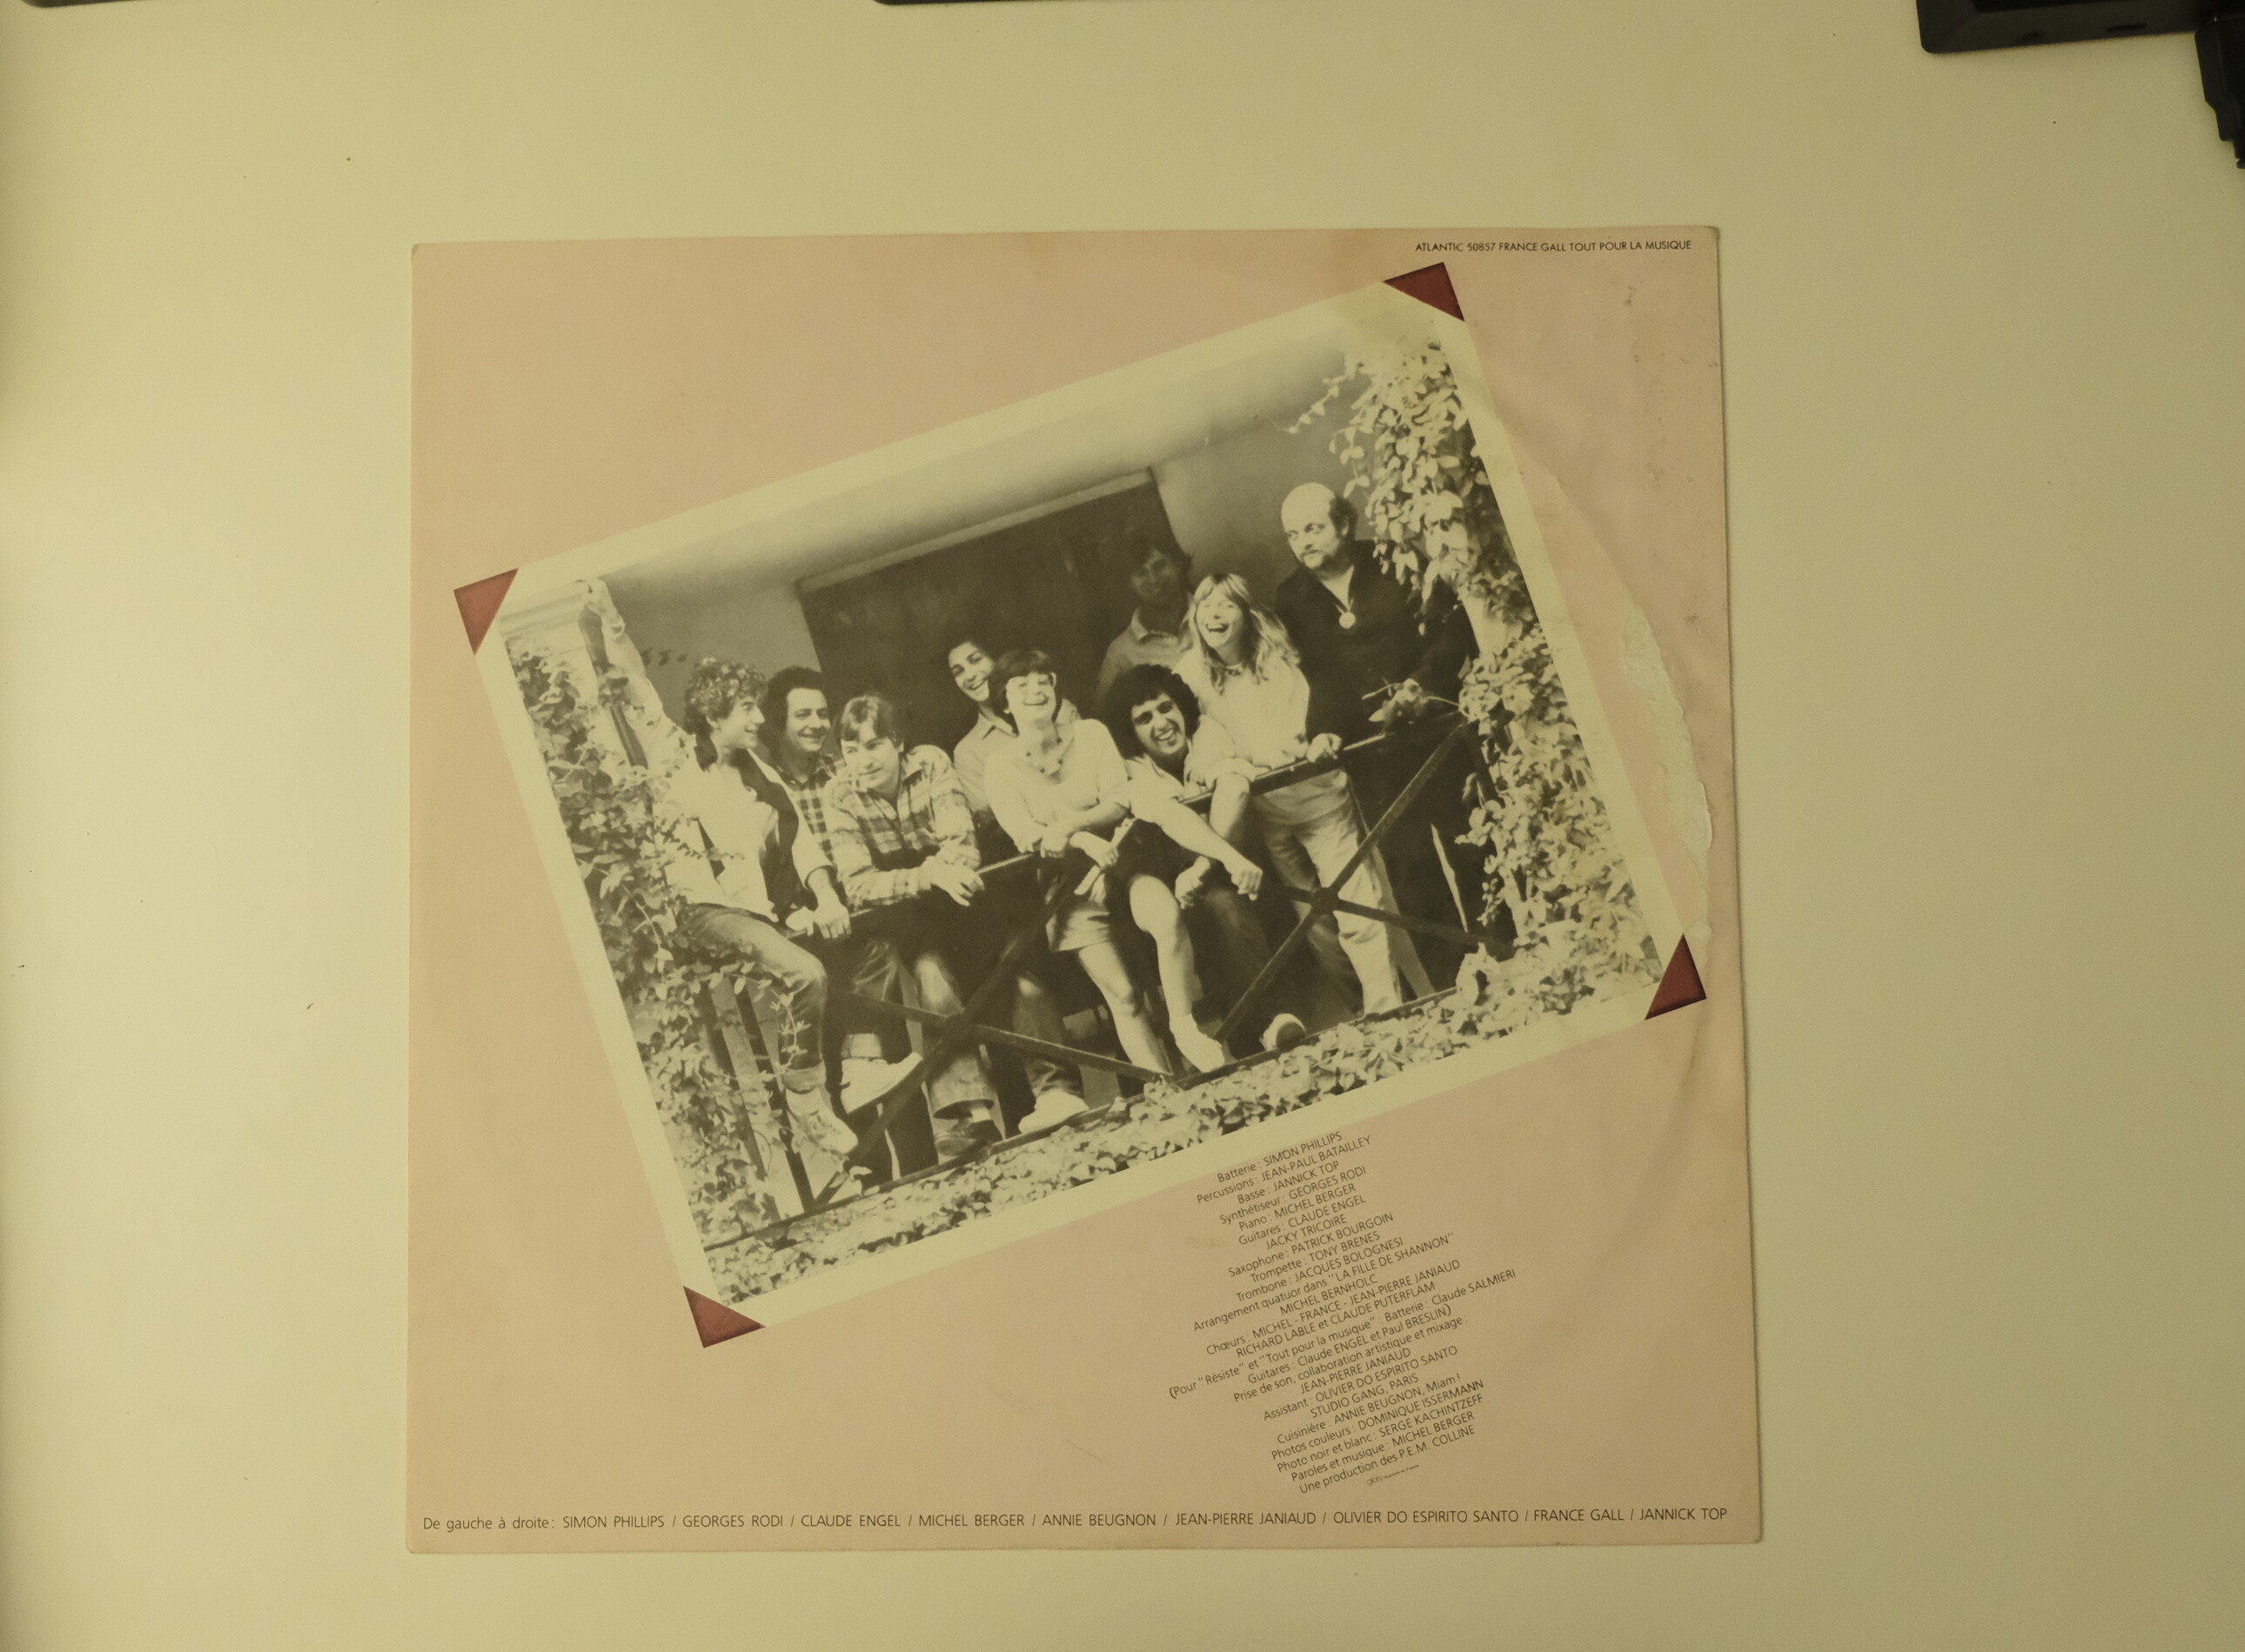 ATLANTIC 50857 FRANCE GALL TOUT POUR LA MUSIQUE
Batterie : SIMON PHILLIPS
Percussions : JEAN-PAUL BATAILLEY
Basse : JANNICK TOP
Synthétiseur : GEORGES RODI
Piano : MICHEL BERGER
Guitares : CLAUDE ENGEL
JACKY TRICOIRE
Saxophone : PATRICK BOURGOIN
Trompette : TONY BRENES
Trombone : JACQUES BOLOGNESI
Arrangement quatuor dans "LA FILLE DE SHANNON"
MICHEL BERNHOLC
Chœurs : MICHEL - FRANCE - JEAN-PIERRE JANIAUD
RICHARD LABLE et CLAUDE PUTERFLAM
(Pour "Résiste" et "Tout pour la musique" : Batterie : Claude SALMIERI
Guitares : Claude ENGEL et Paul BRESLIN)
Prise de son, collaboration artistique et mixage :
JEAN-PIERRE JANIAUD
Assistant : OLIVIER DO ESPIRITO SANTO
STUDIO GANG, PARIS
Cuisinière : ANNIE BEUGNON, Miam !
Photos couleurs : DOMINIQUE ISSERMANN
Photo noir et blanc : SERGE KACHINTZEFF
Paroles et musique : MICHEL BERGER
Une production des P.E.M. COLLINE
De gauche à droite : SIMON PHILLIPS / GEORGES RODI / CLAUDE ENGEL / MICHEL BERGER / ANNIE BEUGNON / JEAN-PIERRE JANIAUD / OLIVIER DO ESPIRITO SANTO / FRANCE GALL / JANNICK TOP